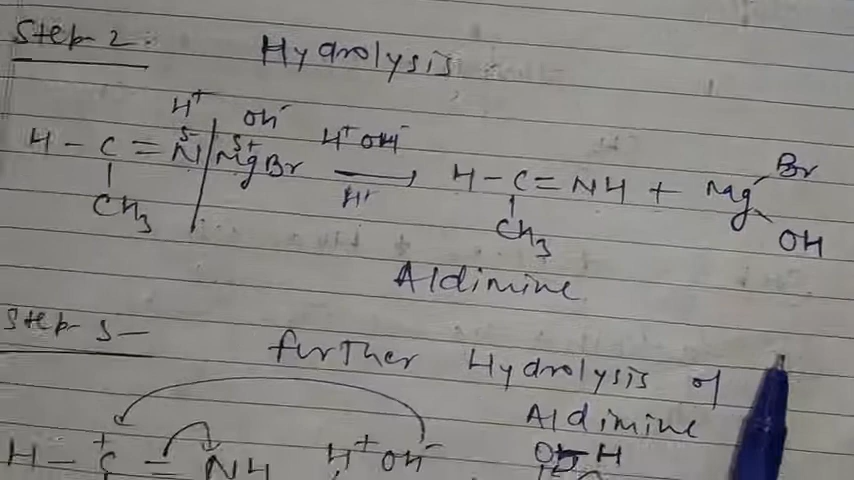 Step-2: Hydrolysis
H+ OH-
H - C = N δ- | δ+ MgBr H+OH- / H+ → H - C = NH + Mg Br
CH3 CH3 OH
Aldimine
Step-3- further Hydrolysis of
Aldimine
H - C+ = NH H+OH- OH-H